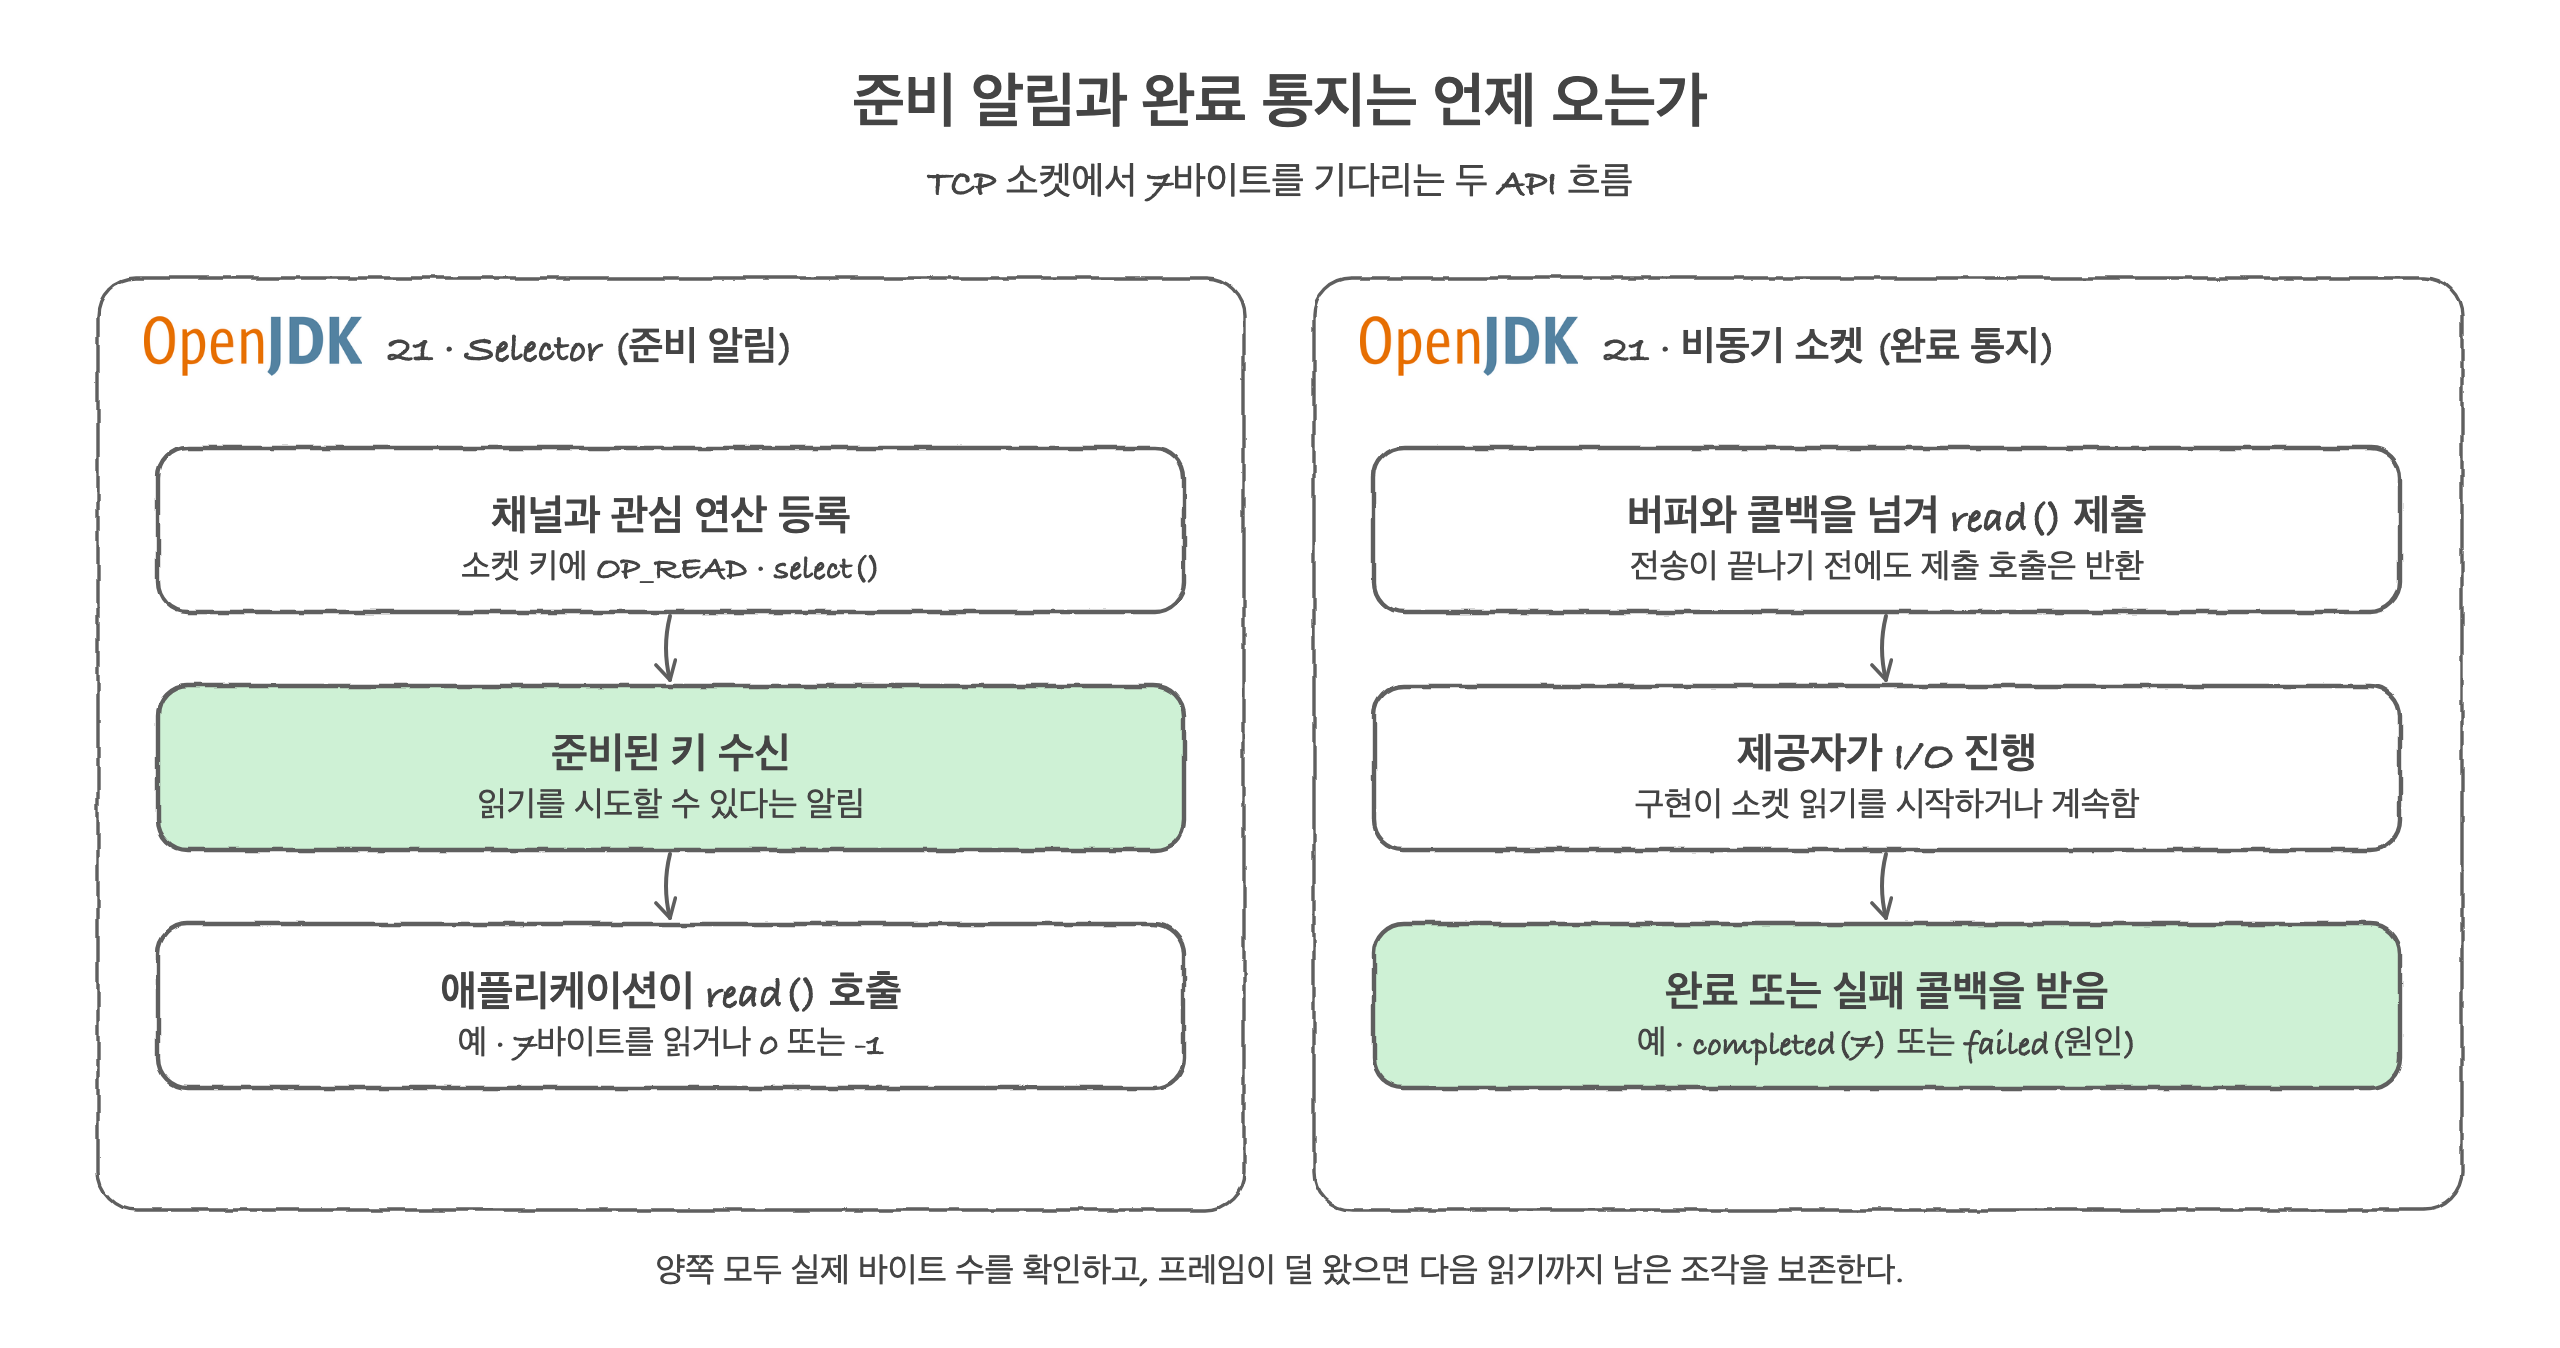 준비 알림과 완료 통지는 언제 오는가
TCP 소켓에서 7바이트를 기다리는 두 API 흐름
OpenJDK 21 · Selector (준비 알림)
채널과 관심 연산 등록
소켓 키에 OP_READ · select()
준비된 키 수신
읽기를 시도할 수 있다는 알림
애플리케이션이 read() 호출
예 · 7바이트를 읽거나 0 또는 -1
OpenJDK 21 · 비동기 소켓 (완료 통지)
버퍼와 콜백을 넘겨 read() 제출
전송이 끝나기 전에도 제출 호출은 반환
제공자가 I/O 진행
구현이 소켓 읽기를 시작하거나 계속함
완료 또는 실패 콜백을 받음
예 · completed(7) 또는 failed(원인)
양쪽 모두 실제 바이트 수를 확인하고, 프레임이 덜 왔으면 다음 읽기까지 남은 조각을 보존한다.